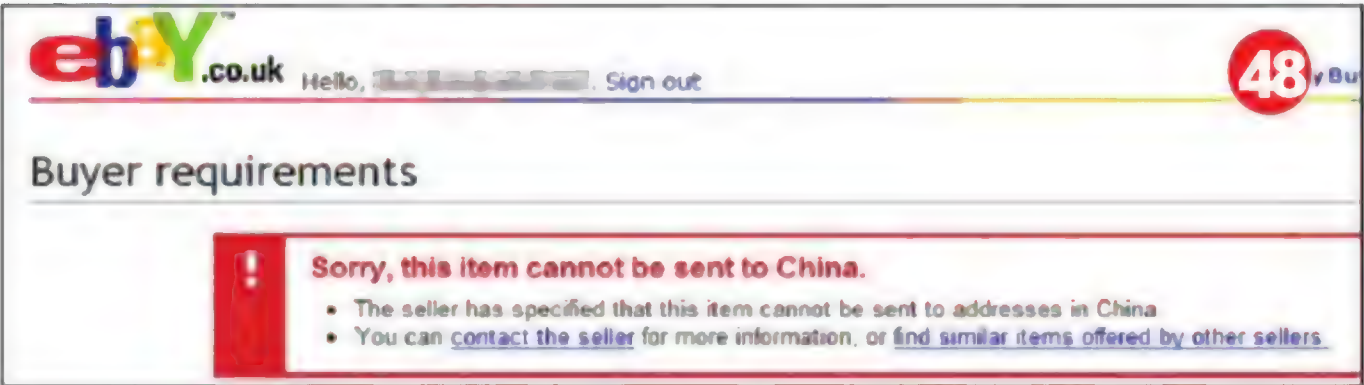 ebaY™.co.uk Hello, . Sign out 48 y Bu
Buyer requirements
! Sorry, this item cannot be sent to China.
• The seller has specified that this item cannot be sent to addresses in China
• You can contact the seller for more information, or find similar items offered by other sellers.